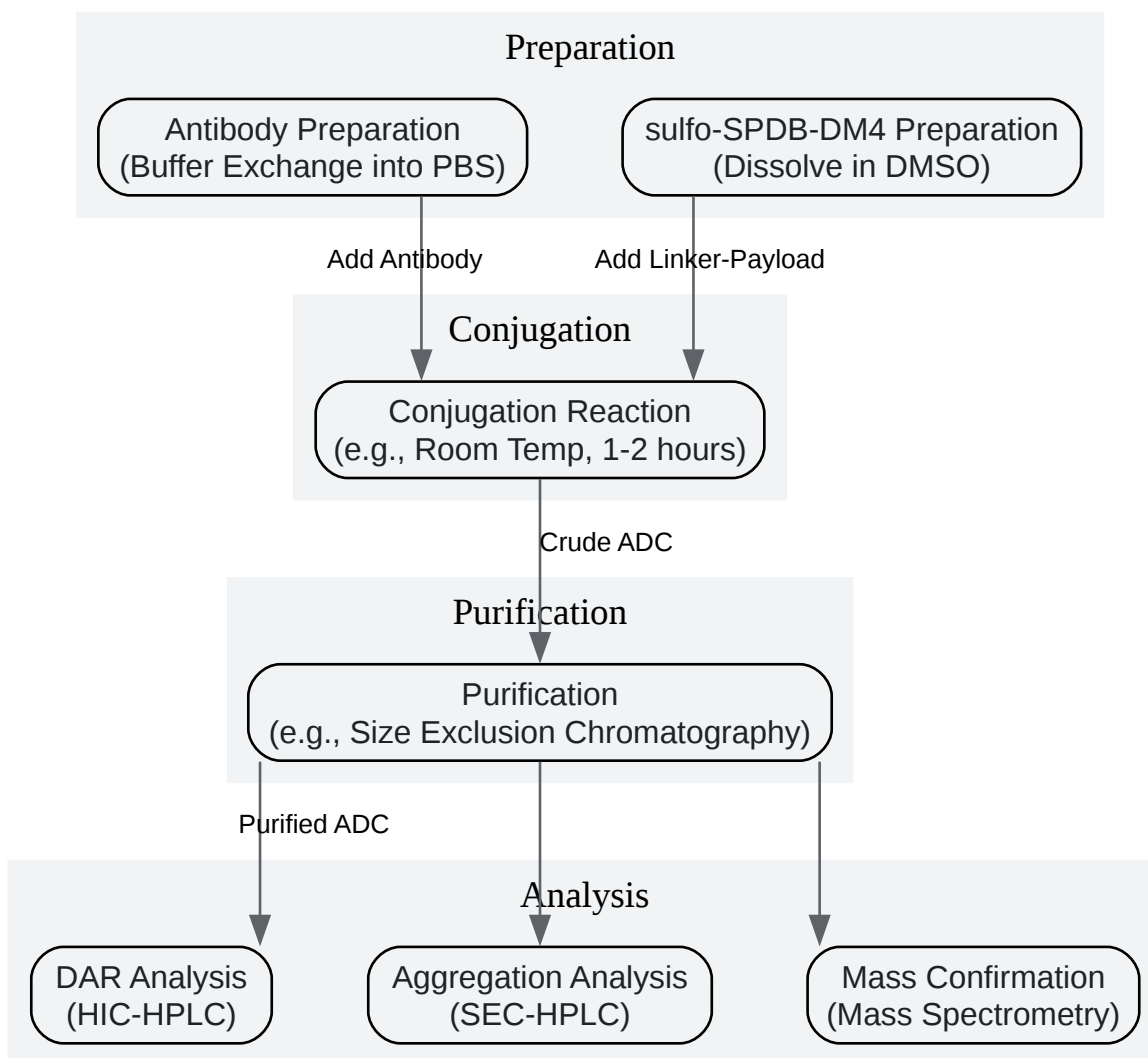 Preparation
Antibody Preparation
(Buffer Exchange into PBS)
sulfo-SPDB-DM4 Preparation
(Dissolve in DMSO)
Add Antibody
Add Linker-Payload
Conjugation
Conjugation Reaction
(e.g., Room Temp, 1-2 hours)
Crude ADC
Purification
Purification
(e.g., Size Exclusion Chromatography)
Purified ADC
Analysis
DAR Analysis
(HIC-HPLC)
Aggregation Analysis
(SEC-HPLC)
Mass Confirmation
(Mass Spectrometry)